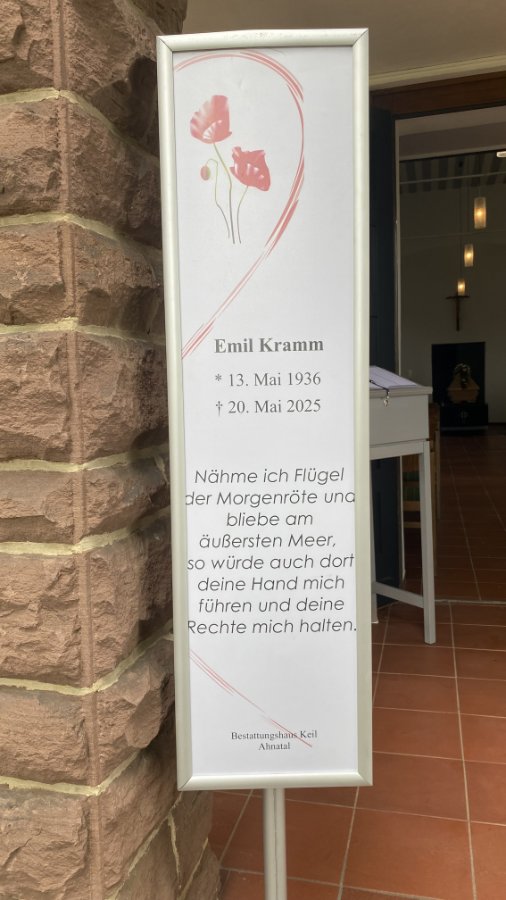 Emil Kramm
* 13. Mai 1936
† 20. Mai 2025
Nähme ich Flügel
der Morgenröte und
bliebe am
äußersten Meer,
so würde auch dort
deine Hand mich
führen und deine
Rechte mich halten.
Bestattungshaus Keil
Ahnatal